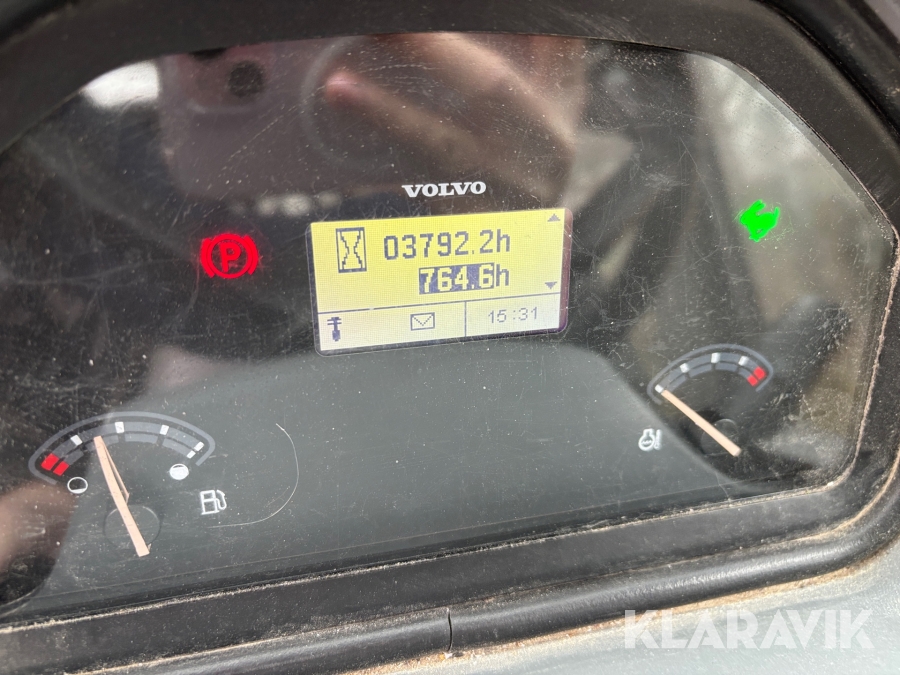 VOLVO
P
03792.2h
764.6h
15:31
KLARAVIK